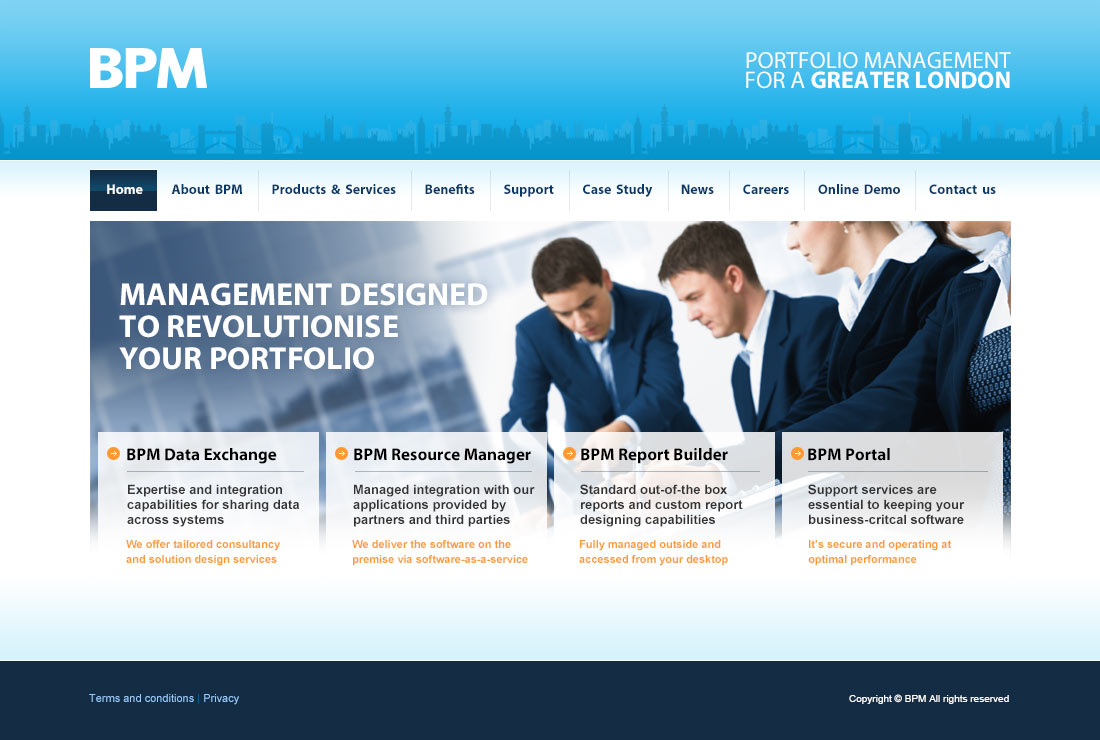 BPM
PORTFOLIO MANAGEMENT
FOR A GREATER LONDON
Home
About BPM
Products & Services
Benefits
Support
Case Study
News
Careers
Online Demo
Contact us
MANAGEMENT DESIGNED
TO REVOLUTIONISE
YOUR PORTFOLIO
BPM Data Exchange
Expertise and integration
capabilities for sharing data
across systems
We offer tailored consultancy
and solution design services
BPM Resource Manager
Managed integration with our
applications provided by
partners and third parties
We deliver the software on the
premise via software-as-a-service
BPM Report Builder
Standard out-of-the box
reports and custom report
designing capabilities
Fully managed outside and
accessed from your desktop
BPM Portal
Support services are
essential to keeping your
business-critcal software
It's secure and operating at
optimal performance
Terms and conditions | Privacy
Copyright © BPM All rights reserved